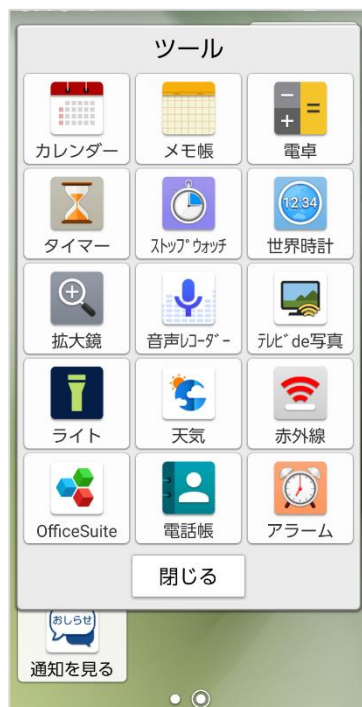 ツール
カレンダー
メモ帳
電卓
タイマー
ストップウォッチ
12:34
世界時計
拡大鏡
音声レコーダー
テレビde写真
ライト
天気
赤外線
OfficeSuite
電話帳
アラーム
閉じる
おしらせ
通知を見る